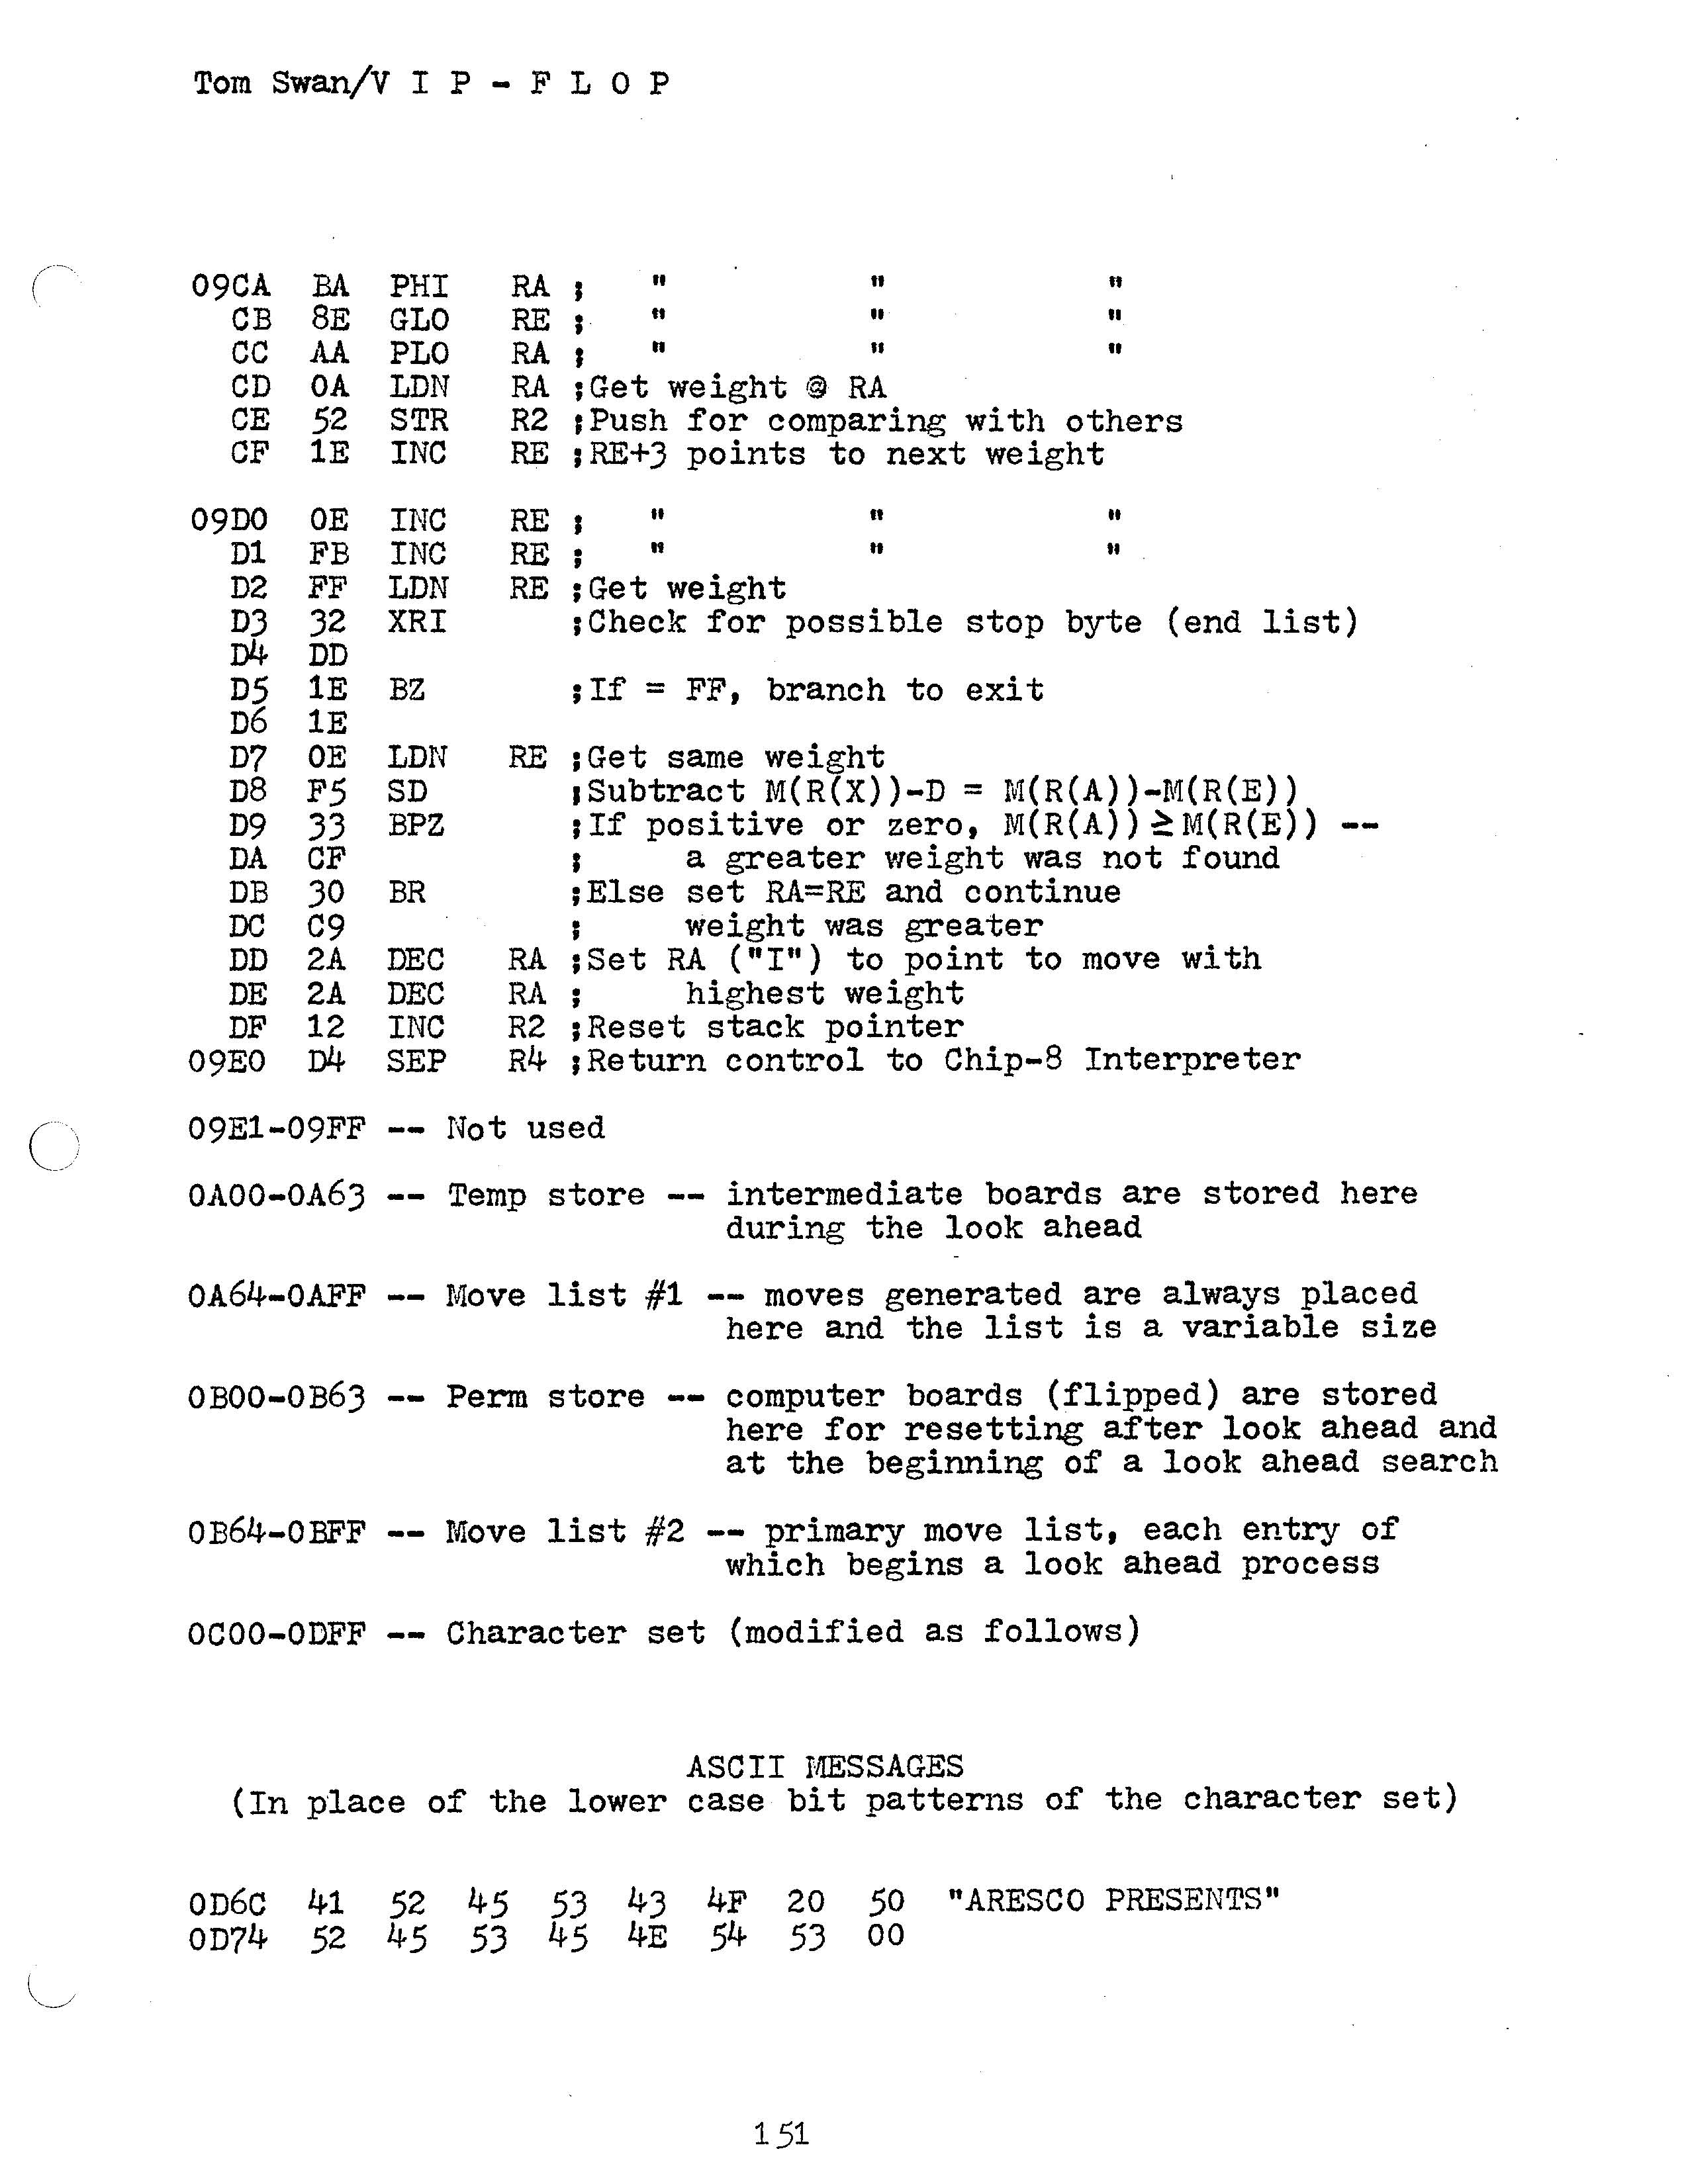 Tom Swan/V I P - F L O P
09CA BA PHI RA ; " " "
CB 8E GLO RE ; " " "
CC AA PLO RA ; " " "
CD 0A LDN RA ;Get weight @ RA
CE 52 STR R2 ;Push for comparing with others
CF 1E INC RE ;RE+3 points to next weight
09D0 0E INC RE ; " " "
D1 FB INC RE ; " " "
D2 FF LDN RE ;Get weight
D3 32 XRI ;Check for possible stop byte (end list)
D4 DD
D5 1E BZ ;If = FF, branch to exit
D6 1E
D7 0E LDN RE ;Get same weight
D8 F5 SD ;Subtract M(R(X))-D = M(R(A))-M(R(E))
D9 33 BPZ ;If positive or zero, M(R(A))≥M(R(E)) --
DA CF ; a greater weight was not found
DB 30 BR ;Else set RA=RE and continue
DC C9 ; weight was greater
DD 2A DEC RA ;Set RA ("I") to point to move with
DE 2A DEC RA ; highest weight
DF 12 INC R2 ;Reset stack pointer
09E0 D4 SEP R4 ;Return control to Chip-8 Interpreter
09E1-09FF -- Not used
0A00-0A63 -- Temp store -- intermediate boards are stored here
during the look ahead
0A64-0AFF -- Move list #1 -- moves generated are always placed
here and the list is a variable size
0B00-0B63 -- Perm store -- computer boards (flipped) are stored
here for resetting after look ahead and
at the beginning of a look ahead search
0B64-0BFF -- Move list #2 -- primary move list, each entry of
which begins a look ahead process
0C00-0DFF -- Character set (modified as follows)
ASCII MESSAGES
(In place of the lower case bit patterns of the character set)
0D6C 41 52 45 53 43 4F 20 50 "ARESCO PRESENTS"
0D74 52 45 53 45 4E 54 53 00
151